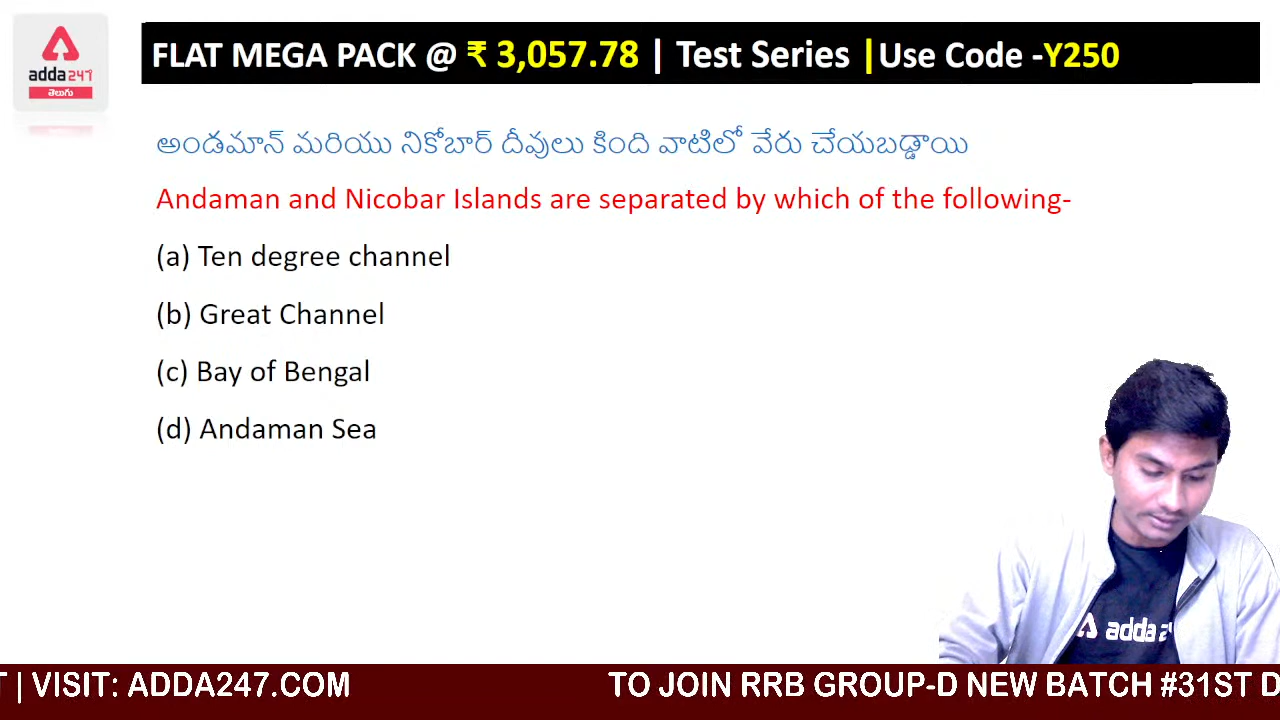 adda247
తెలుగు
FLAT MEGA PACK @ ₹ 3,057.78 | Test Series | Use Code -Y250
అండమాన్ మరియు నికోబార్ దీవులు కింది వాటిలో వేరు చేయబడ్డాయి
Andaman and Nicobar Islands are separated by which of the following-
(a) Ten degree channel
(b) Great Channel
(c) Bay of Bengal
(d) Andaman Sea
adda 24
T | VISIT: ADDA247.COM TO JOIN RRB GROUP-D NEW BATCH #31ST D